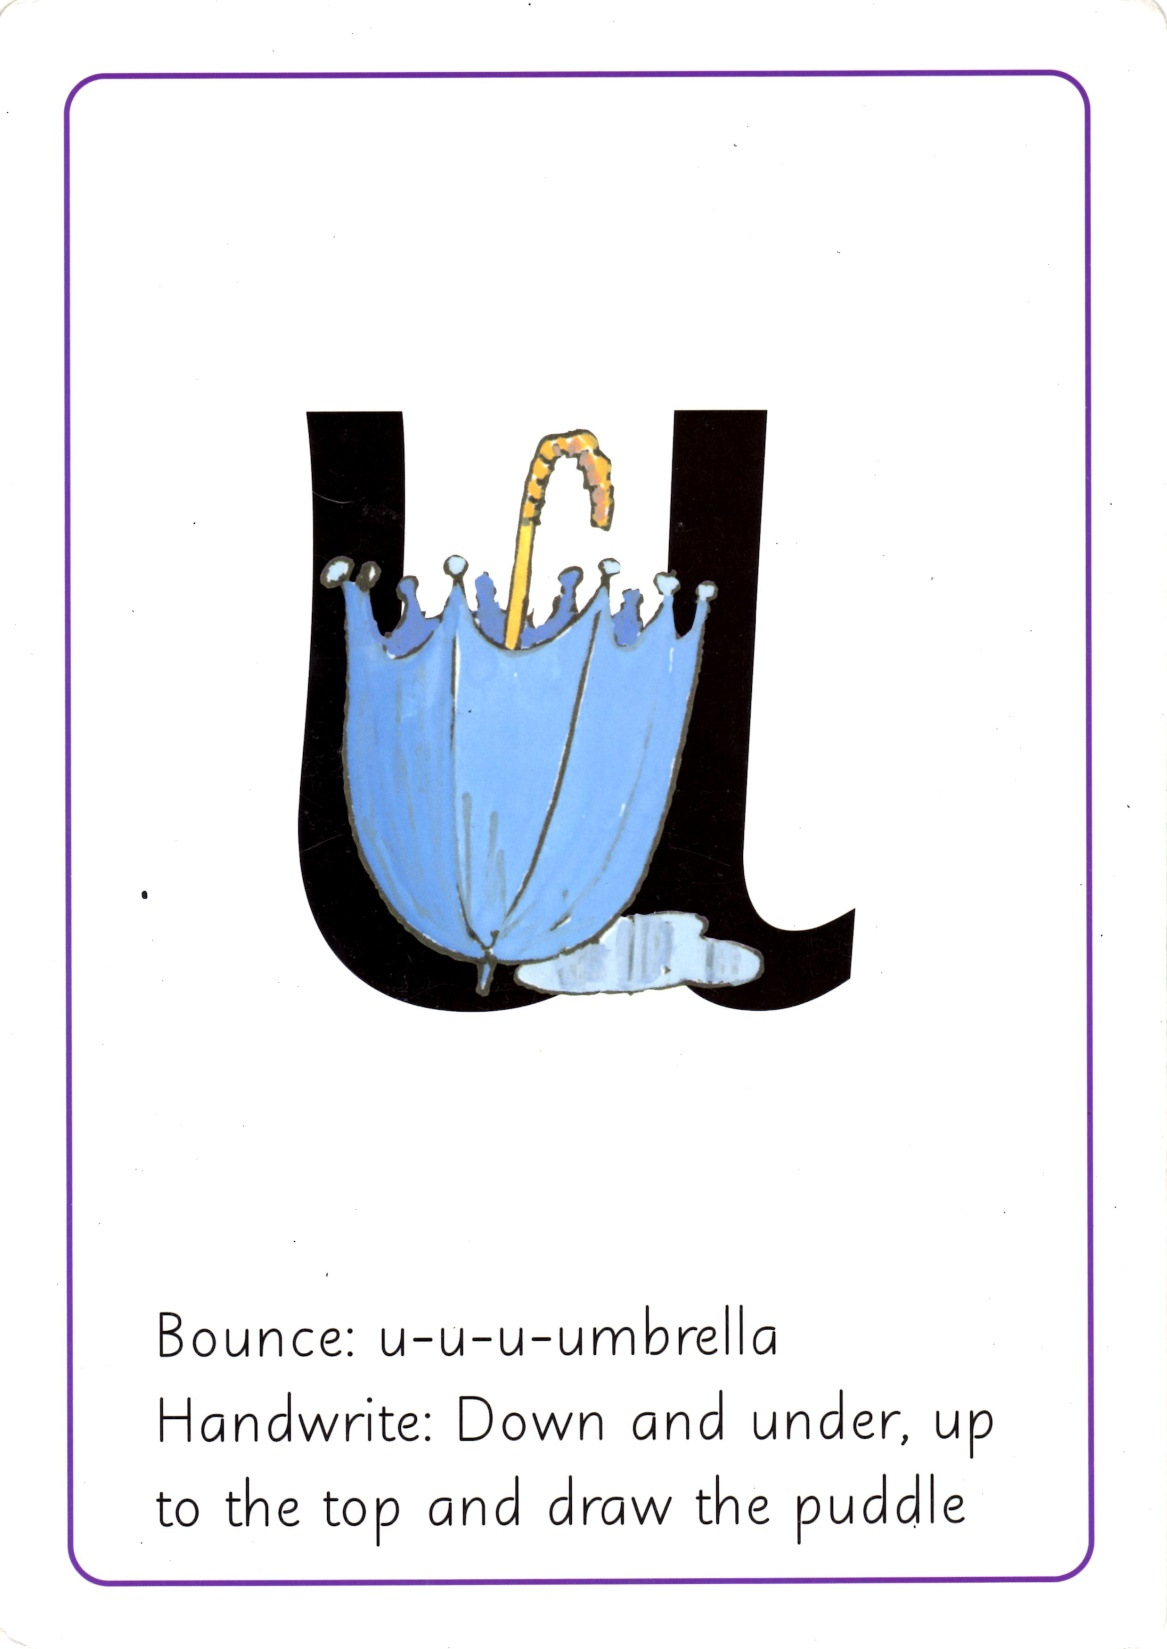 u
Bounce: u-u-u-umbrella
Handwrite: Down and under, up
to the top and draw the puddle